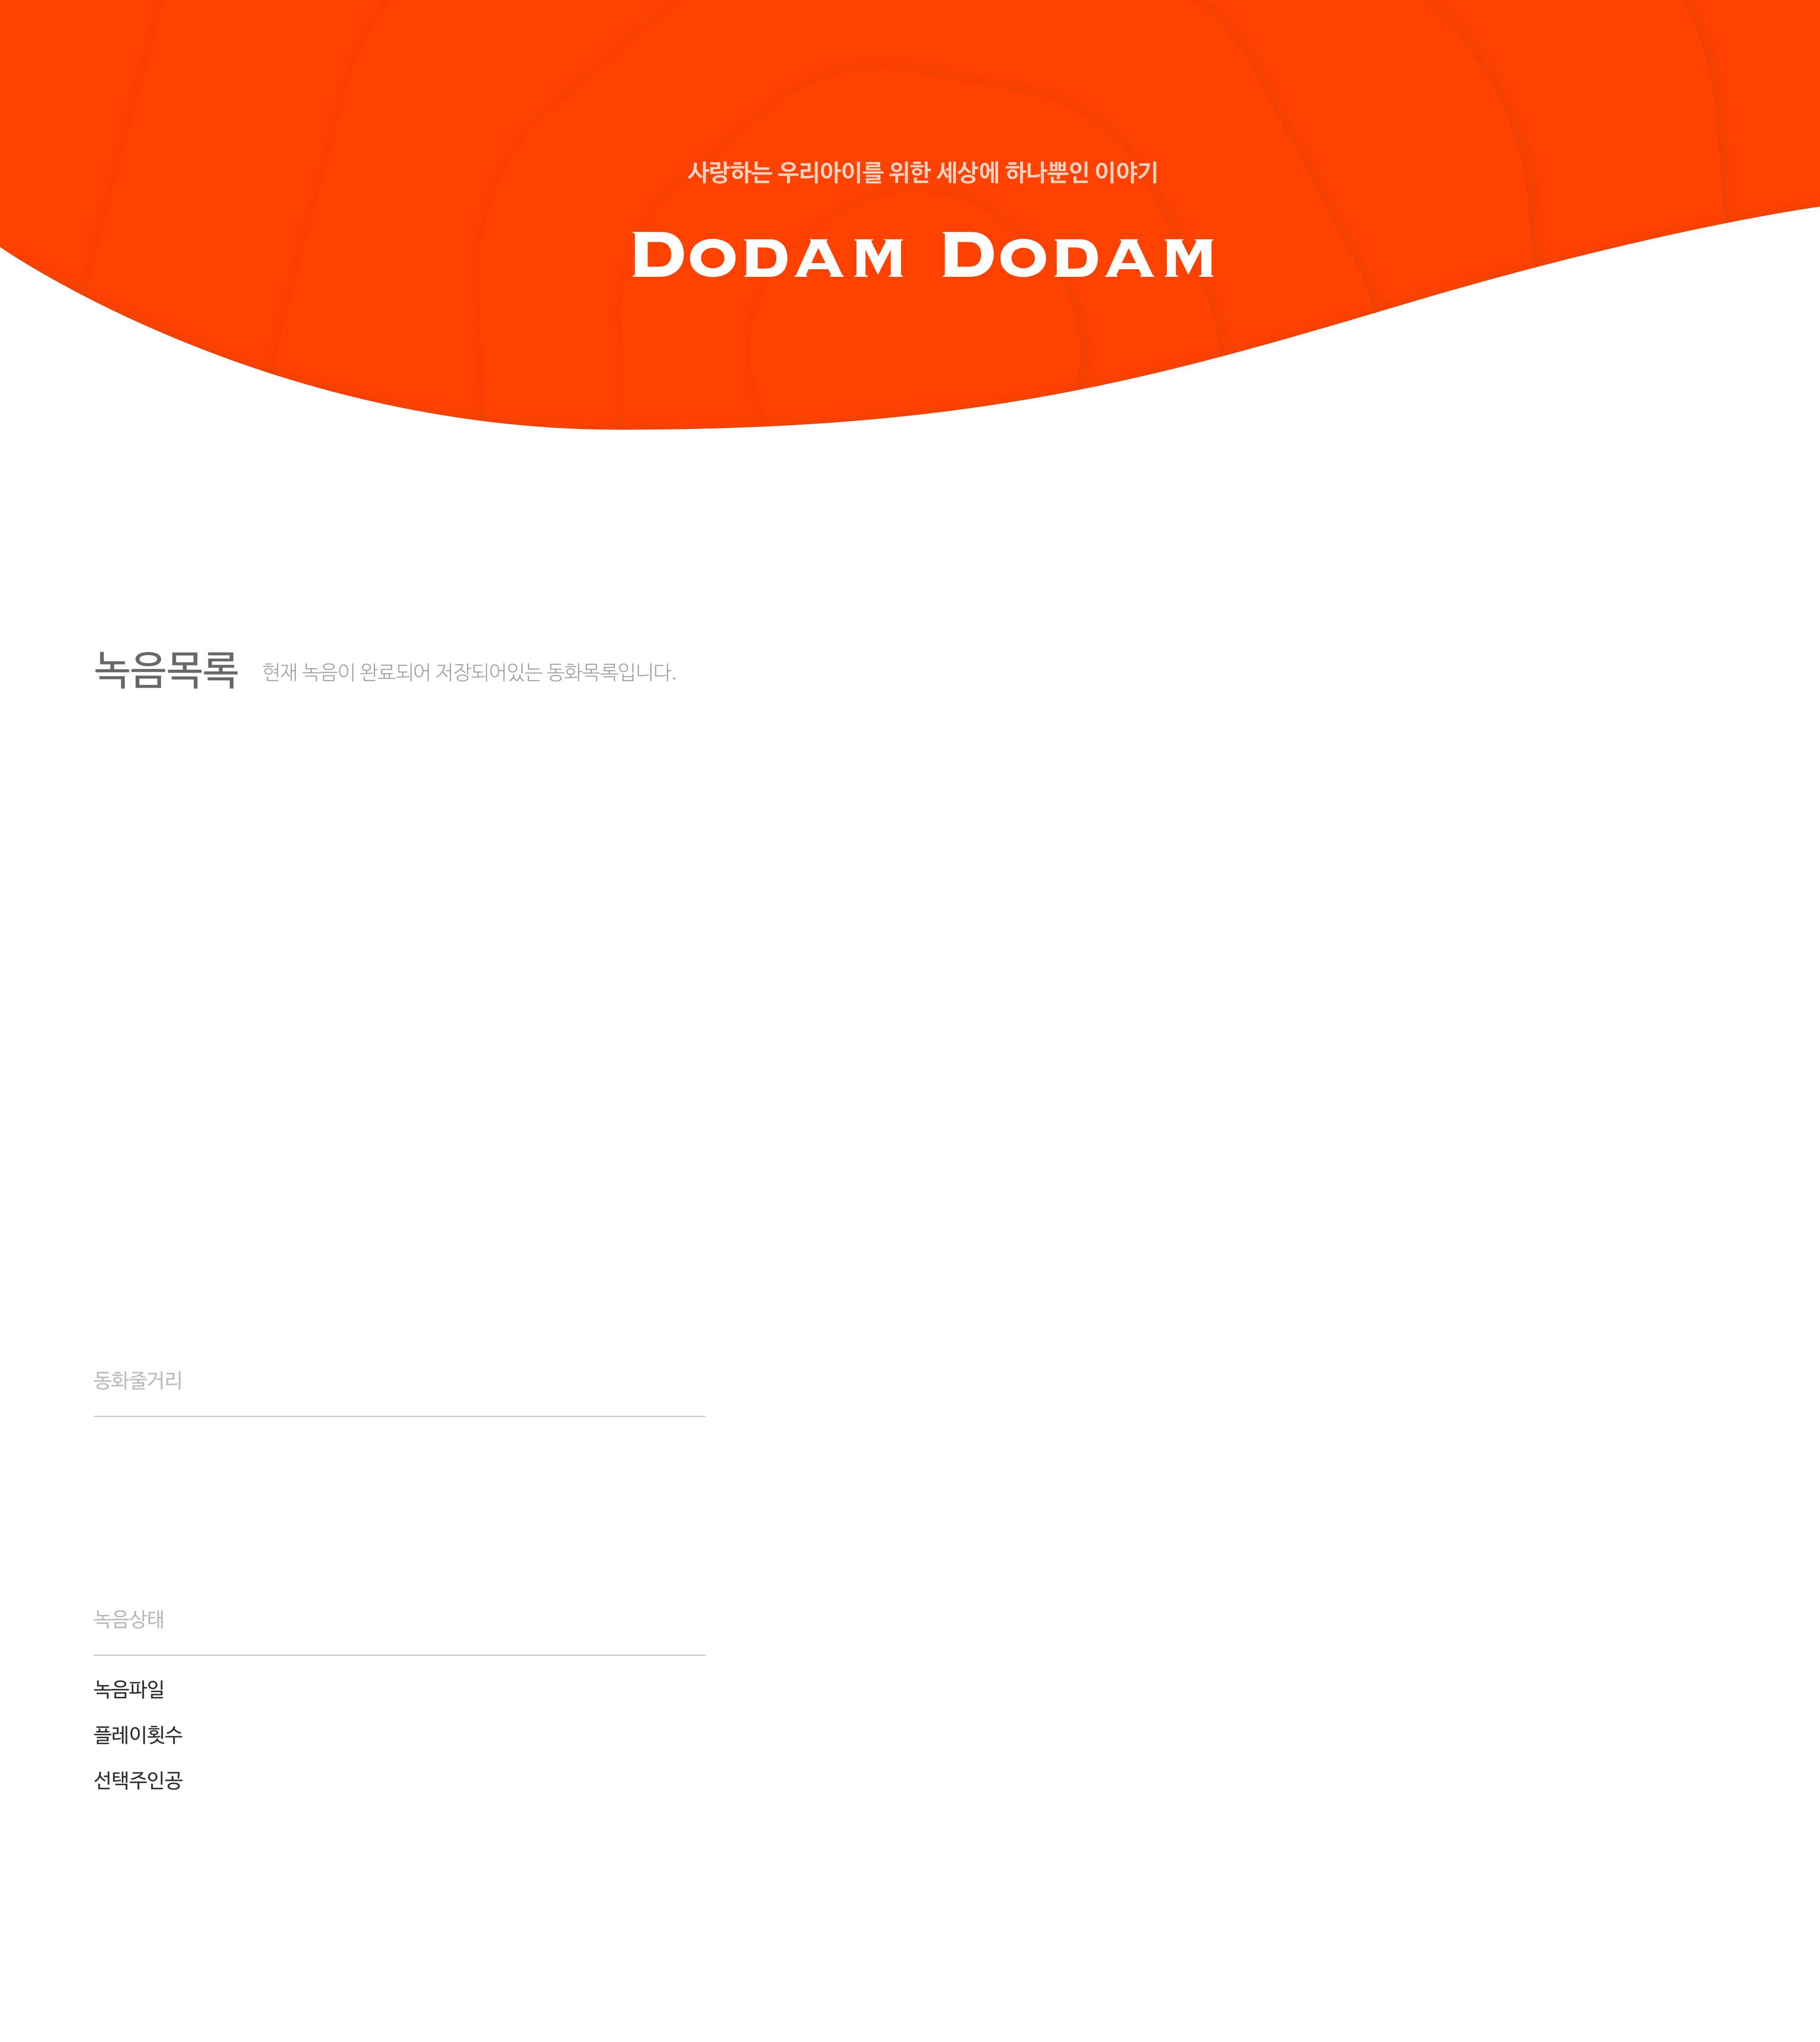 사랑하는 우리아이를 위한 세상에 하나뿐인 이야기
DODAM DODAM
녹음목록 현재 녹음이 완료되어 저장되어있는 동화목록입니다.
동화줄거리
녹음상태
녹음파일
플레이횟수
선택주인공